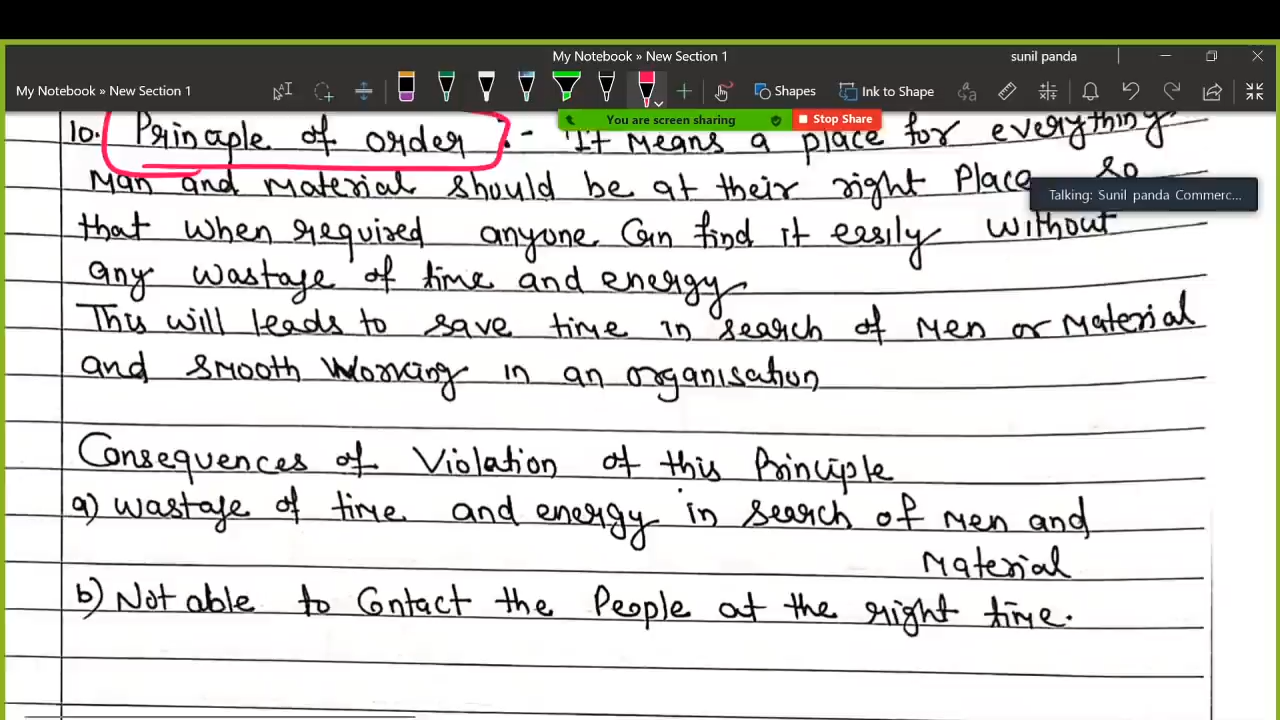 My Notebook » New Section 1
sunil panda
My Notebook » New Section 1
Shapes
Ink to Shape
You are screen sharing
Stop Share
10. Principle of order :- "It Means a place for everything
Man and material should be at their right Place so
Talking: Sunil panda Commerc...
that when required anyone Can find it easily without
any wastage of time and energy
This will leads to save time in search of Men or Material
and smooth Working in an organisation
Consequences of Violation of this Principle
a) wastage of time and energy in search of Men and
Material
b) Not able to Contact the People at the right time.